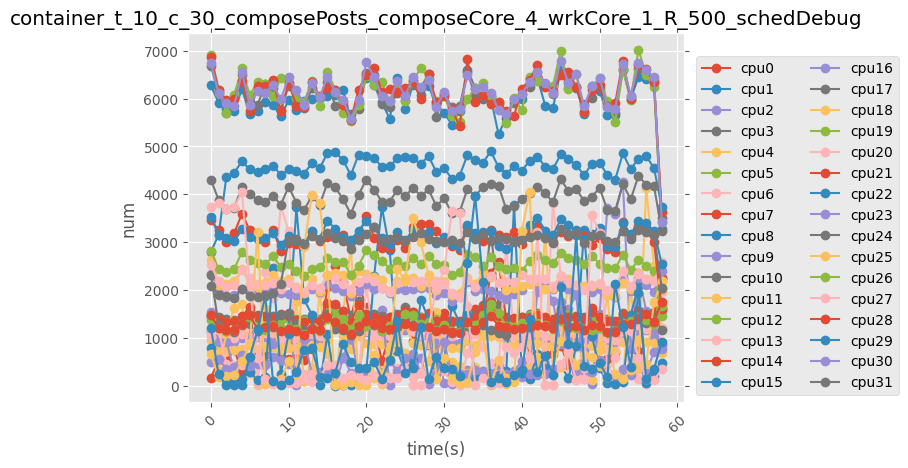 container_t_10_c_30_composePosts_composeCore_4_wrkCore_1_R_500_schedDebug
7000
6000
5000
4000
3000
2000
1000
0
num
0 10 20 30 40 50 60
time(s)
cpu0 cpu16
cpu1 cpu17
cpu2 cpu18
cpu3 cpu19
cpu4 cpu20
cpu5 cpu21
cpu6 cpu22
cpu7 cpu23
cpu8 cpu24
cpu9 cpu25
cpu10 cpu26
cpu11 cpu27
cpu12 cpu28
cpu13 cpu29
cpu14 cpu30
cpu15 cpu31